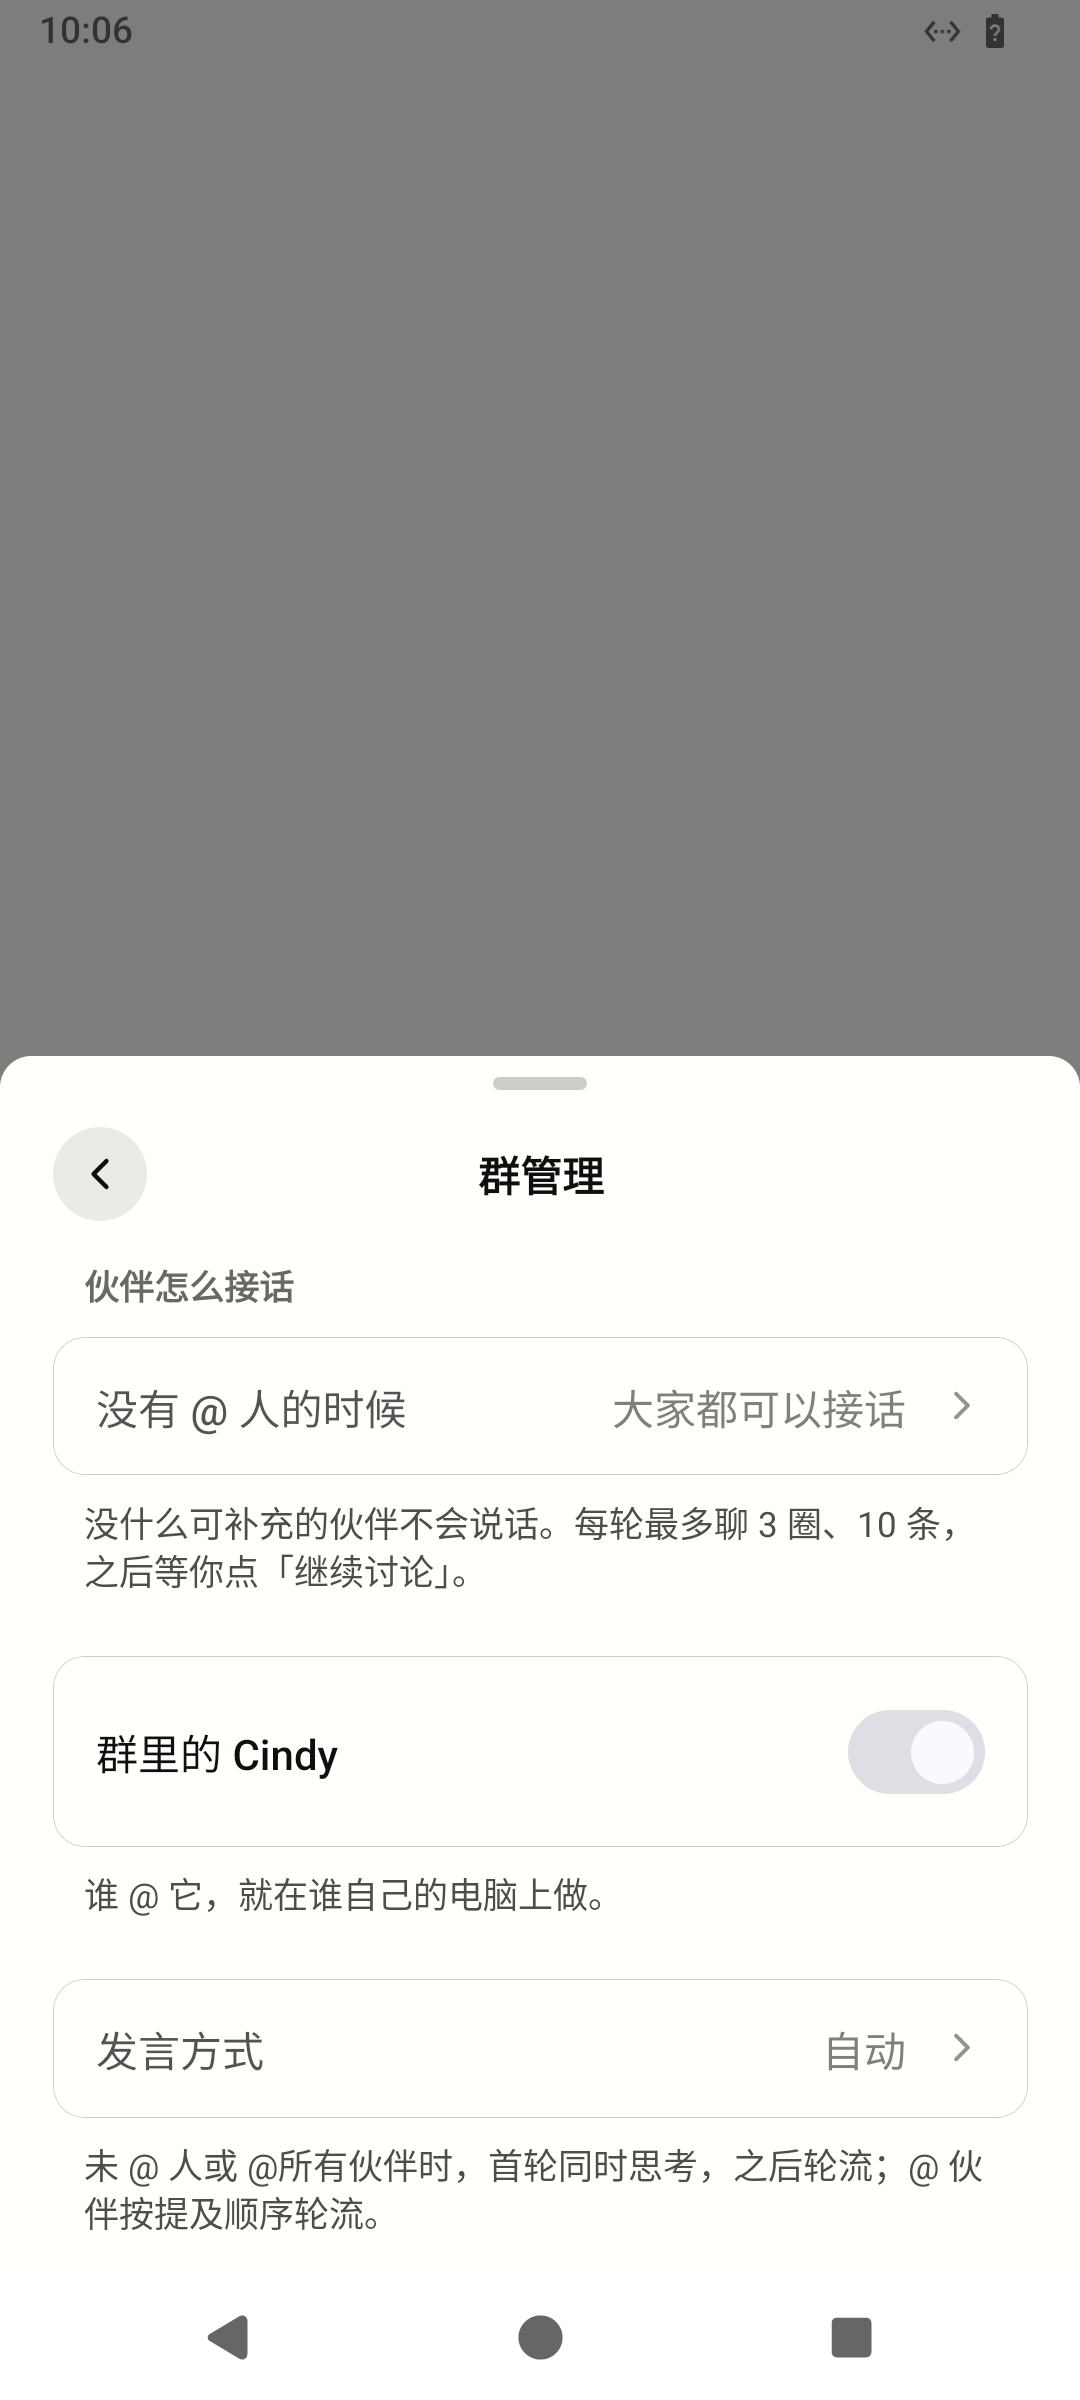 10:06
群管理
伙伴怎么接话
没有 @ 人的时候 大家都可以接话
没什么可补充的伙伴不会说话。每轮最多聊 3 圈、10 条，
之后等你点「继续讨论」。
群里的 Cindy
谁 @ 它，就在谁自己的电脑上做。
发言方式 自动
未 @ 人或 @所有伙伴时，首轮同时思考，之后轮流；@ 伙
伴按提及顺序轮流。